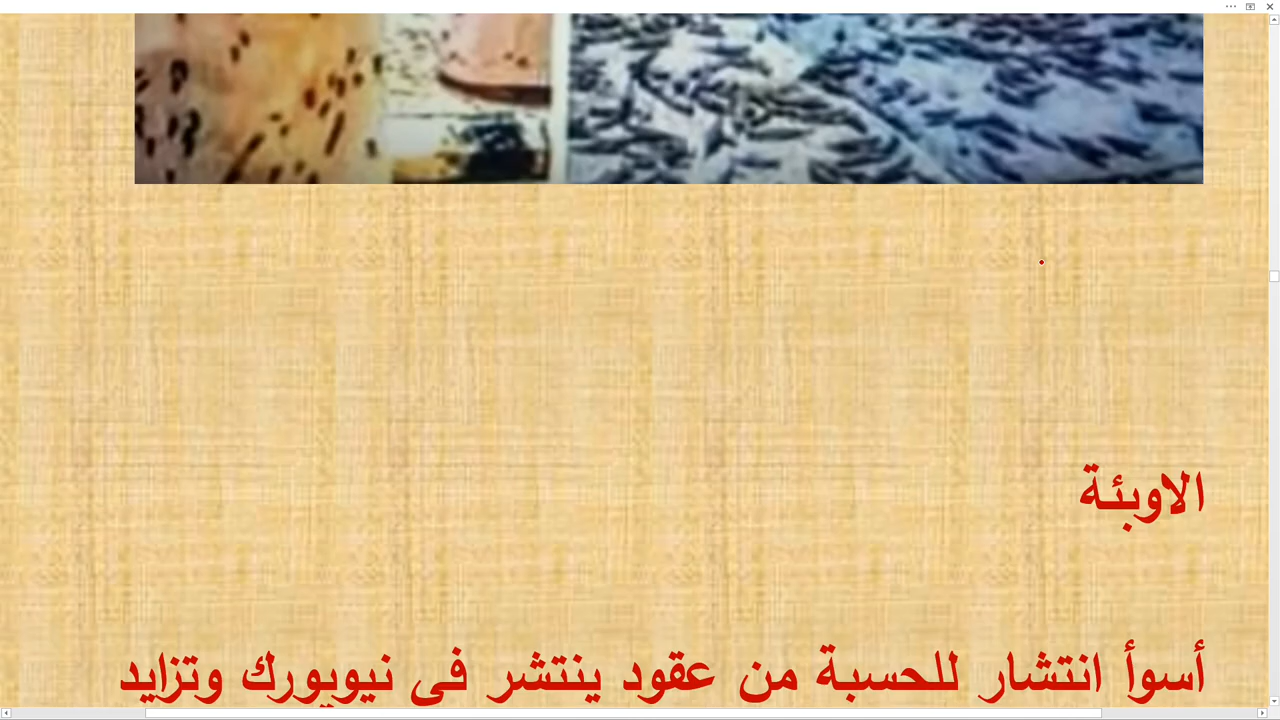 الاوبئة
أسوأ انتشار للحسبة من عقود ينتشر فى نيويورك وتزايد